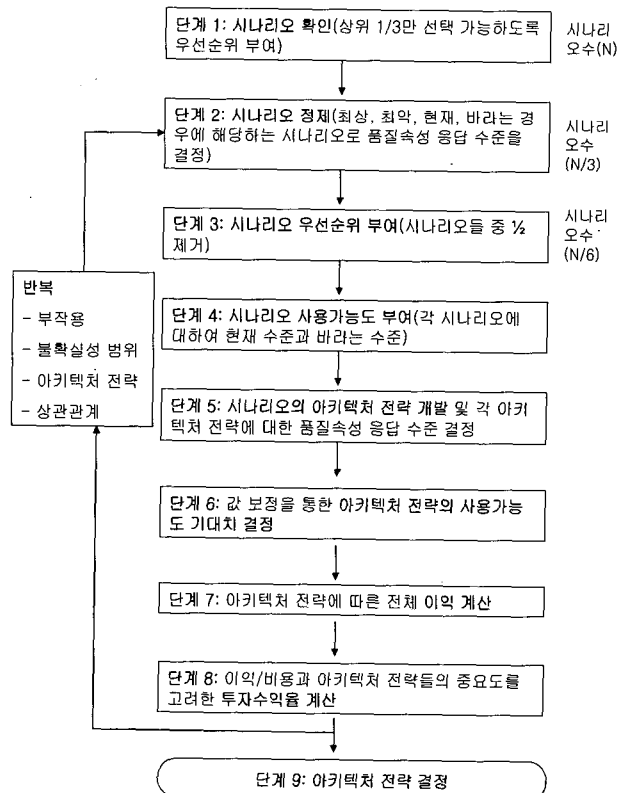 단계 1: 시나리오 확인(상위 1/3만 선택 가능하도록
우선순위 부여)
시나리
오수(N)
단계 2: 시나리오 정제(최상, 최악, 현재, 바라는 경
우에 해당하는 시나리오로 품질속성 응답 수준을
결정)
시나리
오수
(N/3)
단계 3: 시나리오 우선순위 부여(시나리오들 중 ½
제거)
시나리
오수
(N/6)
반복
- 부작용
- 불확실성 범위
- 아키텍처 전략
- 상관관계
단계 4: 시나리오 사용가능도 부여(각 시나리오에
대하여 현재 수준과 바라는 수준)
단계 5: 시나리오의 아키텍처 전략 개발 및 각 아키
텍처 전략에 대한 품질속성 응답 수준 결정
단계 6: 값 보정을 통한 아키텍처 전략의 사용가능
도 기대치 결정
단계 7: 아키텍처 전략에 따른 전체 이익 계산
단계 8: 이익/비용과 아키텍처 전략들의 중요도를
고려한 투자수익율 계산
단계 9: 아키텍처 전략 결정